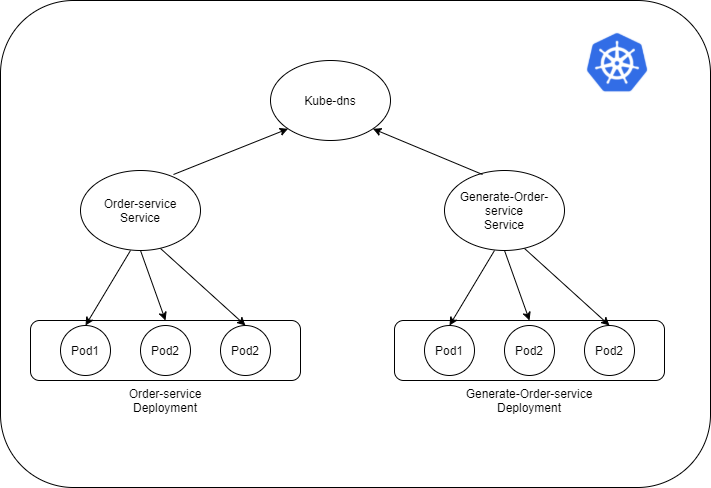 Kube-dns
Order-service
Service
Generate-Order-
service
Service
Pod1
Pod2
Pod2
Pod1
Pod2
Pod2
Order-service
Deployment
Generate-Order-service
Deployment